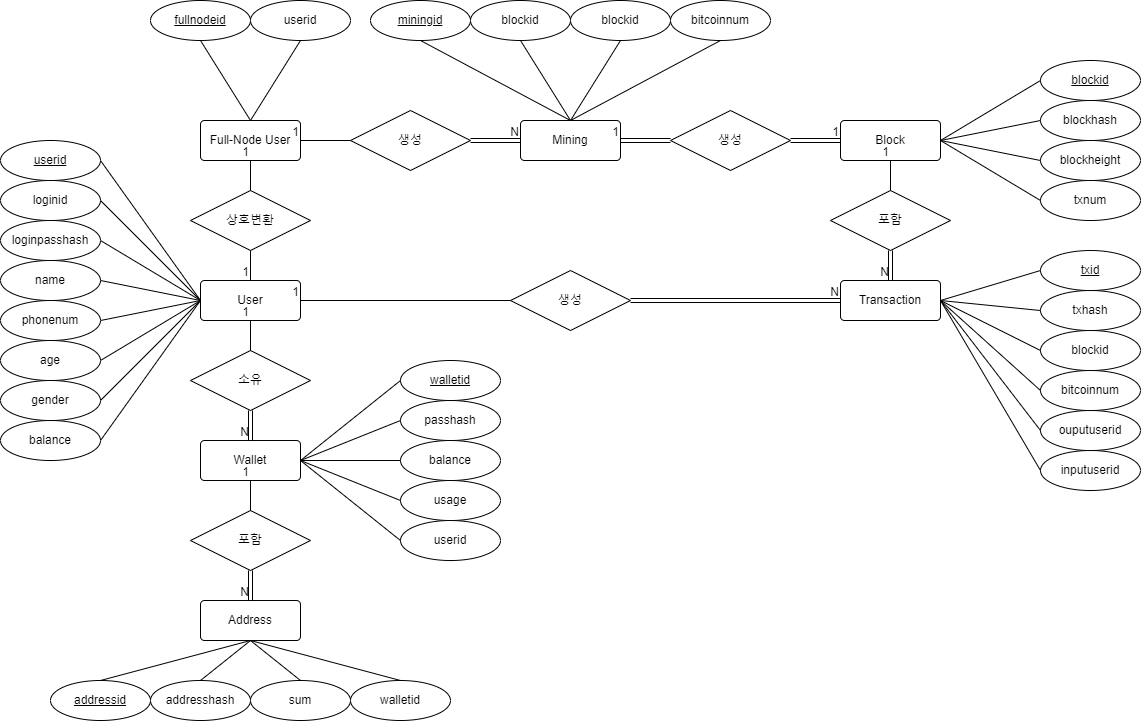 fullnodeid
userid
miningid
blockid
blockid
bitcoinnum
Full-Node User
1
1
생성
N
Mining
1
생성
1
Block
1
blockid
blockhash
blockheight
txnum
상호변환
포함
userid
loginid
loginpasshash
name
phonenum
age
gender
balance
1
User
1
1
생성
N
N
Transaction
txid
txhash
blockid
bitcoinnum
ouputuserid
inputuserid
소유
N
Wallet
1
walletid
passhash
balance
usage
userid
포함
N
Address
addressid
addresshash
sum
walletid